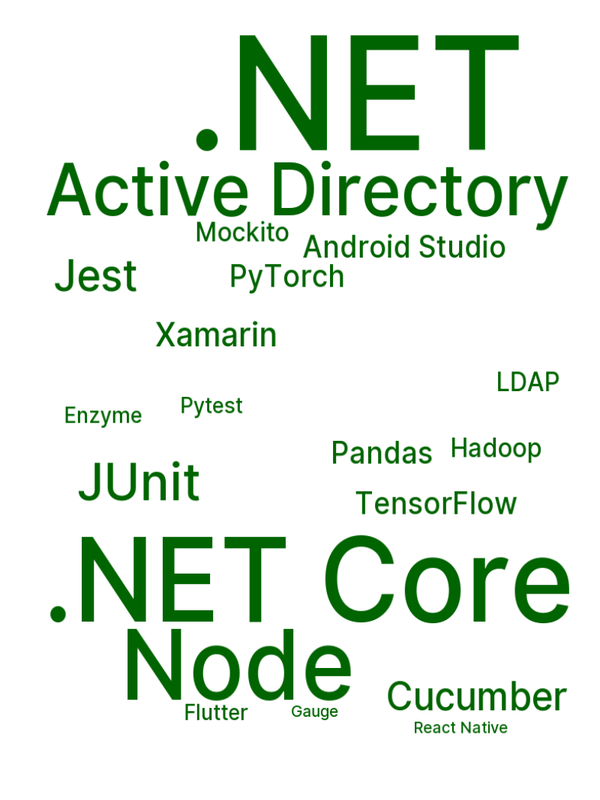 .NET
Active Directory
Mockito
Android Studio
Jest
PyTorch
Xamarin
LDAP
Enzyme
Pytest
Pandas
Hadoop
JUnit
TensorFlow
.NET Core
Node
Cucumber
Flutter
Gauge
React Native